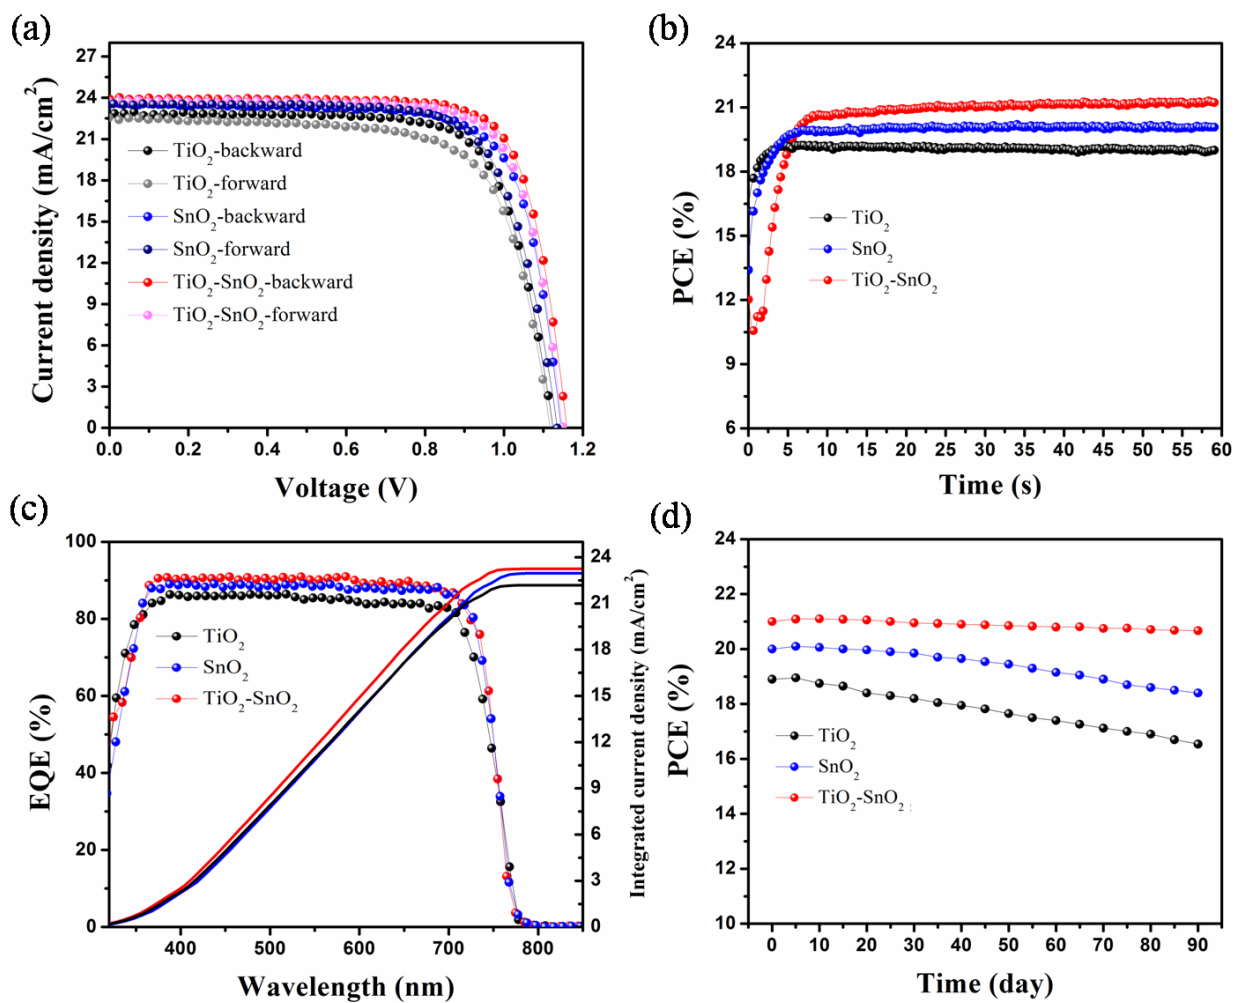 (a)
Current density (mA/cm²)
27
24
21
18
15
12
9
6
3
0
TiO₂-backward
TiO₂-forward
SnO₂-backward
SnO₂-forward
TiO₂-SnO₂-backward
TiO₂-SnO₂-forward
0.0 0.2 0.4 0.6 0.8 1.0 1.2
Voltage (V)
(b)
PCE (%)
24
21
18
15
12
9
6
TiO₂
SnO₂
TiO₂-SnO₂
0 5 10 15 20 25 30 35 40 45 50 55 60
Time (s)
(c)
EQE (%)
100
80
60
40
20
0
TiO₂
SnO₂
TiO₂-SnO₂
24
21
18
15
12
9
6
3
0
Integrated current density (mA/cm²)
400 500 600 700 800
Wavelength (nm)
(d)
PCE (%)
24
22
20
18
16
14
12
10
TiO₂
SnO₂
TiO₂-SnO₂
0 10 20 30 40 50 60 70 80 90
Time (day)